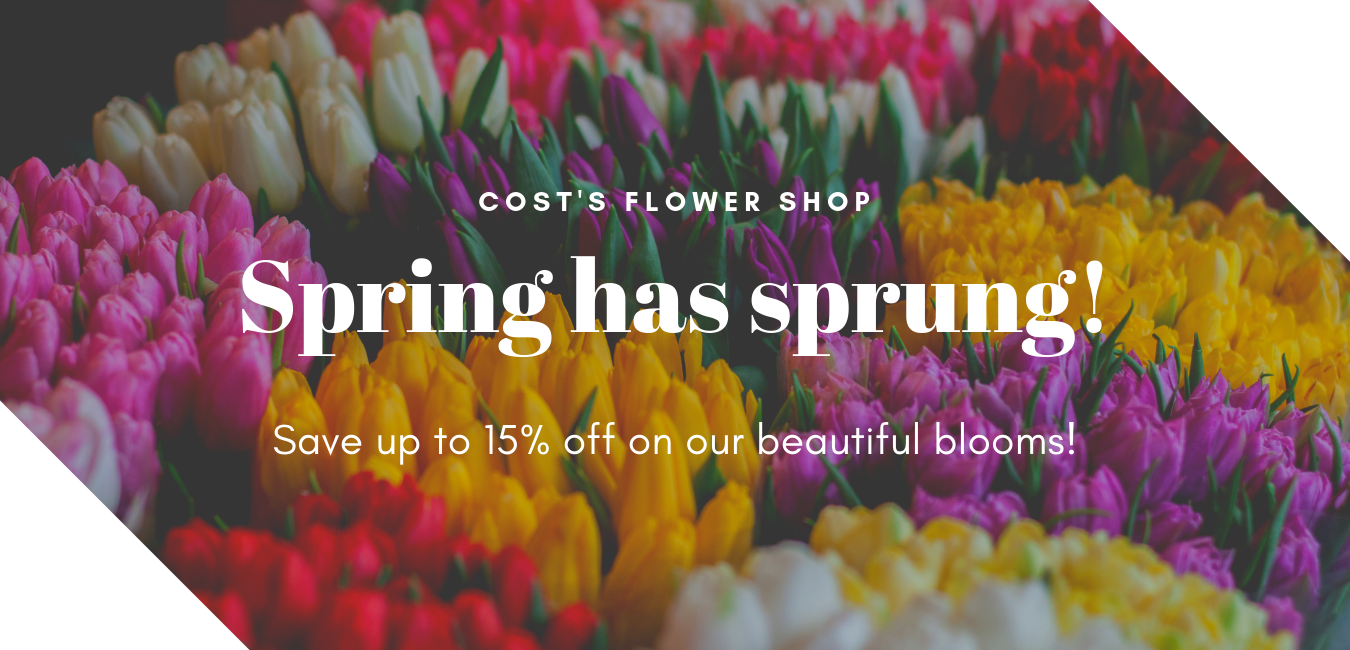 COST'S FLOWER SHOP
Spring has sprung!
Save up to 15% off on our beautiful blooms!